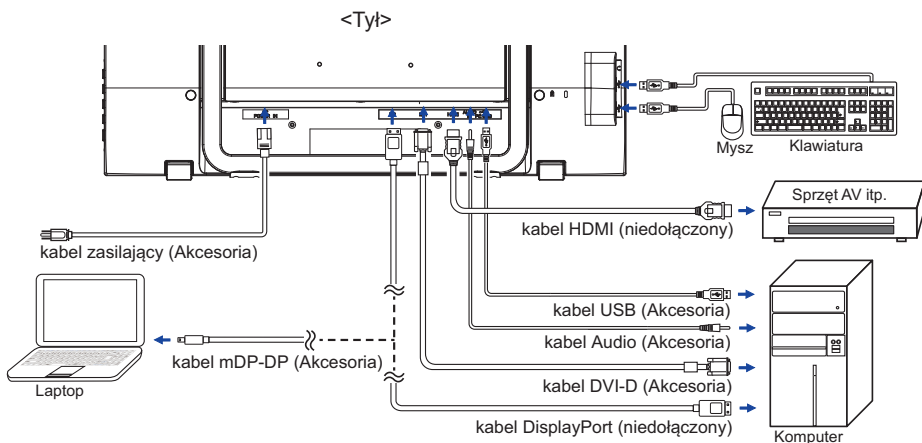 <Tył>
Mysz
Klawiatura
Sprzęt AV itp.
kabel HDMI (niedołączony)
kabel zasilający (Akcesoria)
kabel USB (Akcesoria)
kabel Audio (Akcesoria)
kabel mDP-DP (Akcesoria)
Laptop
kabel DVI-D (Akcesoria)
kabel DisplayPort (niedołączony)
Komputer